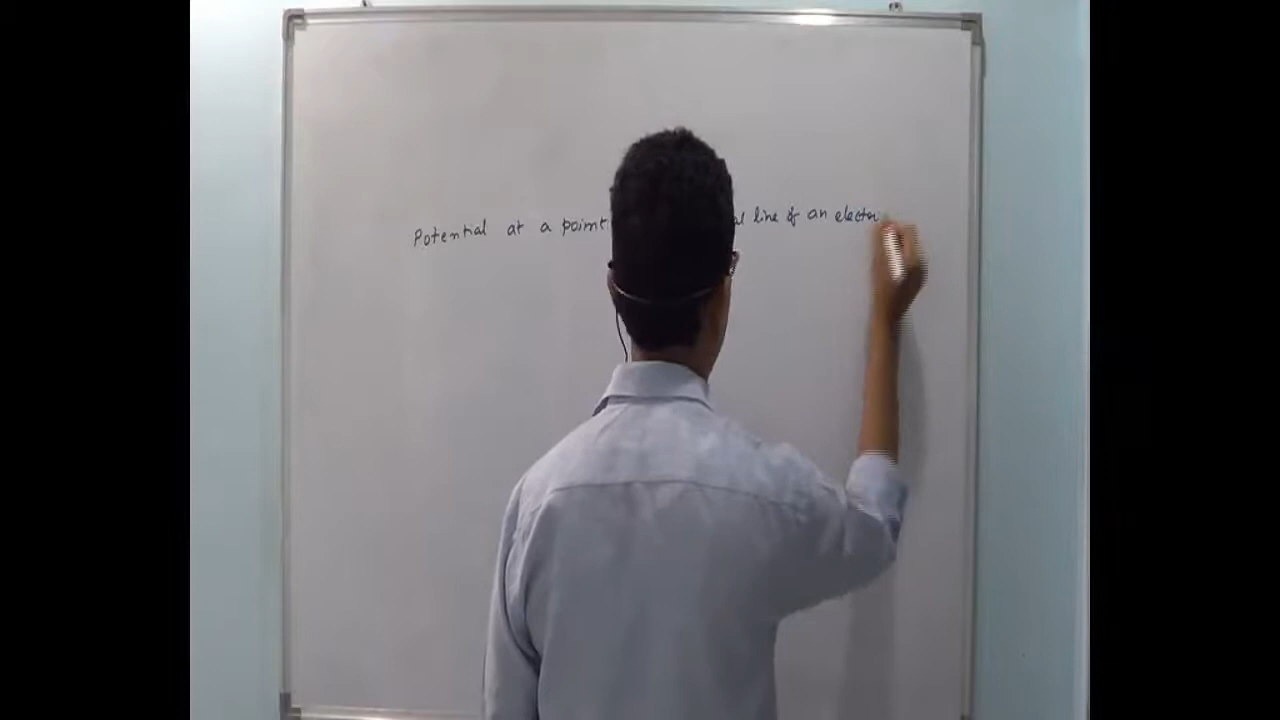 Potential at a point line of an electr